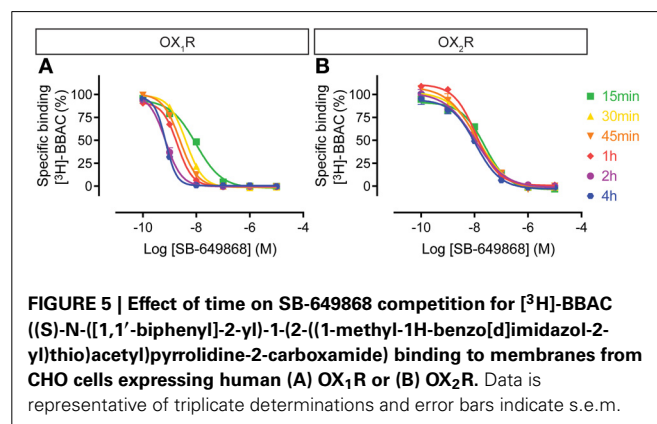 OX₁R
OX₂R
A
B
Specific binding
[³H]-BBAC (%)
100
75
50
25
0
-10
-8
-6
-4
Log [SB-649868] (M)
Specific binding
[³H]-BBAC (%)
100
75
50
25
0
-10
-8
-6
-4
Log [SB-649868] (M)
15min
30min
45min
1h
2h
4h
FIGURE 5 | Effect of time on SB-649868 competition for [³H]-BBAC
((S)-N-([1,1′-biphenyl]-2-yl)-1-(2-((1-methyl-1H-benzo[d]imidazol-2-
yl)thio)acetyl)pyrrolidine-2-carboxamide) binding to membranes from
CHO cells expressing human (A) OX₁R or (B) OX₂R. Data is
representative of triplicate determinations and error bars indicate s.e.m.